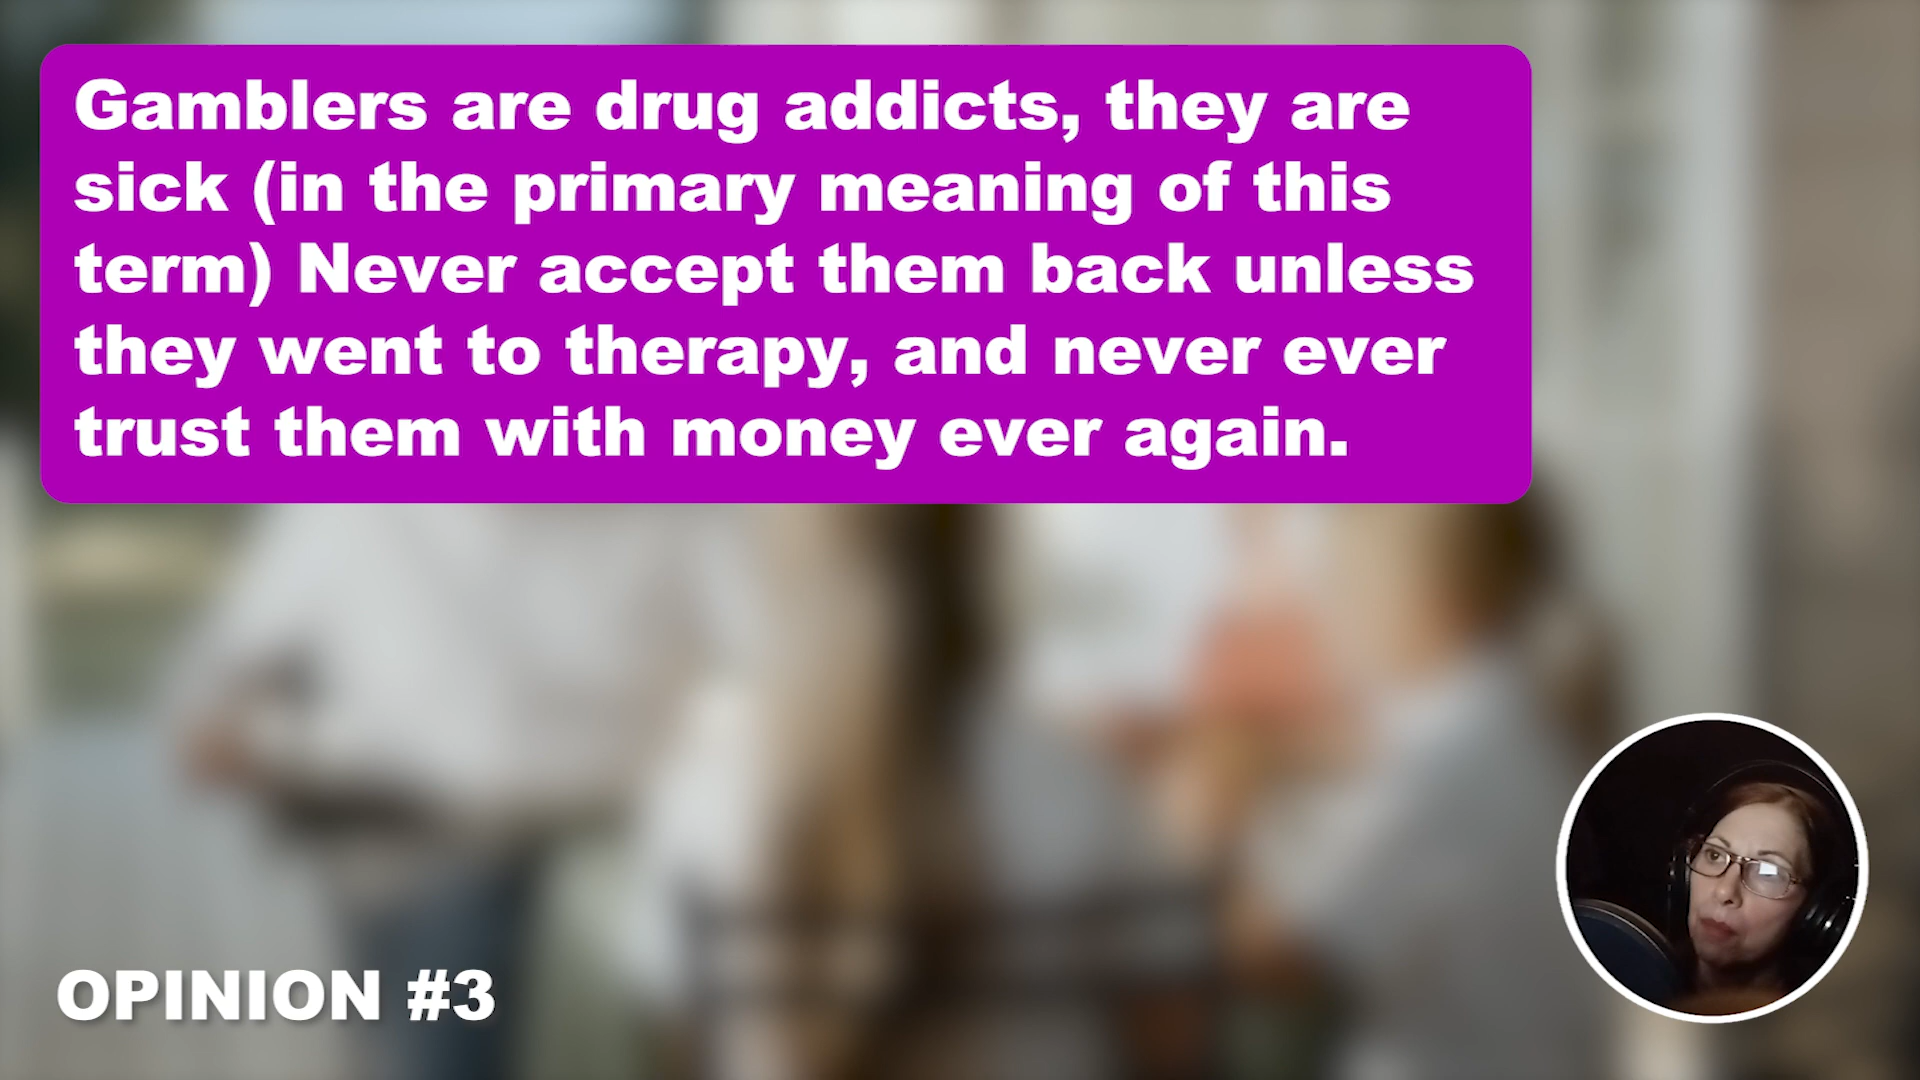 Gamblers are drug addicts, they are
sick (in the primary meaning of this
term) Never accept them back unless
they went to therapy, and never ever
trust them with money ever again.
OPINION #3